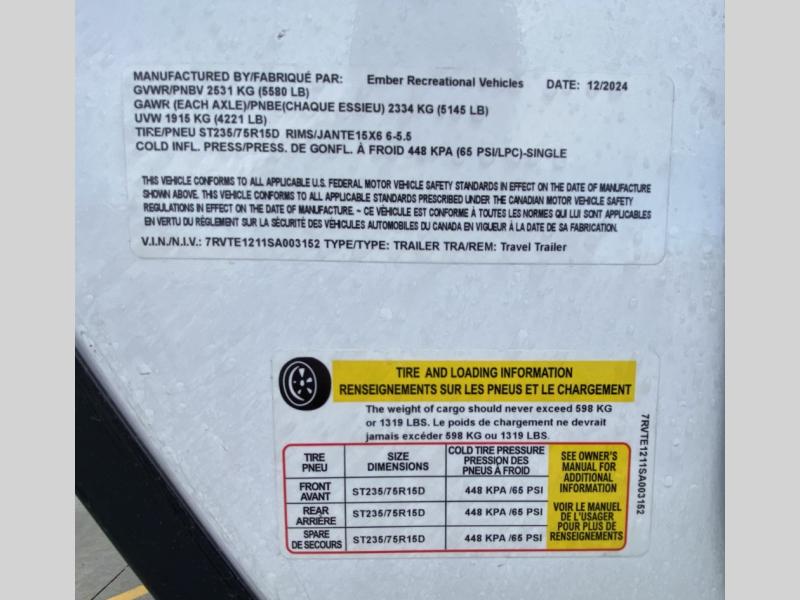 MANUFACTURED BY/FABRIQUÉ PAR: Ember Recreational Vehicles DATE: 12/2024
GVWR/PNBV 2531 KG (5580 LB)
GAWR (EACH AXLE)/PNBE(CHAQUE ESSIEU) 2334 KG (5145 LB)
UVW 1915 KG (4221 LB)
TIRE/PNEU ST235/75R15D RIMS/JANTE15X6 6-5.5
COLD INFL. PRESS/PRESS. DE GONFL. À FROID 448 KPA (65 PSI/LPC)-SINGLE
THIS VEHICLE CONFORMS TO ALL APPLICABLE U.S. FEDERAL MOTOR VEHICLE SAFETY STANDARDS IN EFFECT ON THE DATE OF MANUFACTURE
SHOWN ABOVE. THIS VEHICLE CONFORMS TO ALL APPLICABLE STANDARDS PRESCRIBED UNDER THE CANADIAN MOTOR VEHICLE SAFETY
REGULATIONS IN EFFECT ON THE DATE OF MANUFACTURE. ~ CE VÉHICULE EST CONFORME À TOUTES LES NORMES QUI LUI SONT APPLICABLES
EN VERTU DU RÈGLEMENT SUR LA SÉCURITÉ DES VÉHICULES AUTOMOBILES DU CANADA EN VIGUEUR À LA DATE DE SA FABRICATION.
V.I.N./N.I.V.: 7RVTE1211SA003152 TYPE/TYPE: TRAILER TRA/REM: Travel Trailer
TIRE AND LOADING INFORMATION
RENSEIGNEMENTS SUR LES PNEUS ET LE CHARGEMENT
The weight of cargo should never exceed 598 KG
or 1319 LBS. Le poids de chargement ne devrait
jamais excéder 598 KG ou 1319 LBS.
TIRE
PNEU
SIZE
DIMENSIONS
COLD TIRE PRESSURE
PRESSION DES
PNEUS À FROID
FRONT
AVANT
ST235/75R15D
448 KPA /65 PSI
REAR
ARRIÈRE
ST235/75R15D
448 KPA /65 PSI
SPARE
DE SECOURS
ST235/75R15D
448 KPA /65 PSI
SEE OWNER'S
MANUAL FOR
ADDITIONAL
INFORMATION
VOIR LE MANUEL
DE L'USAGER
POUR PLUS DE
RENSEIGNEMENTS
7RVTE1211SA003152